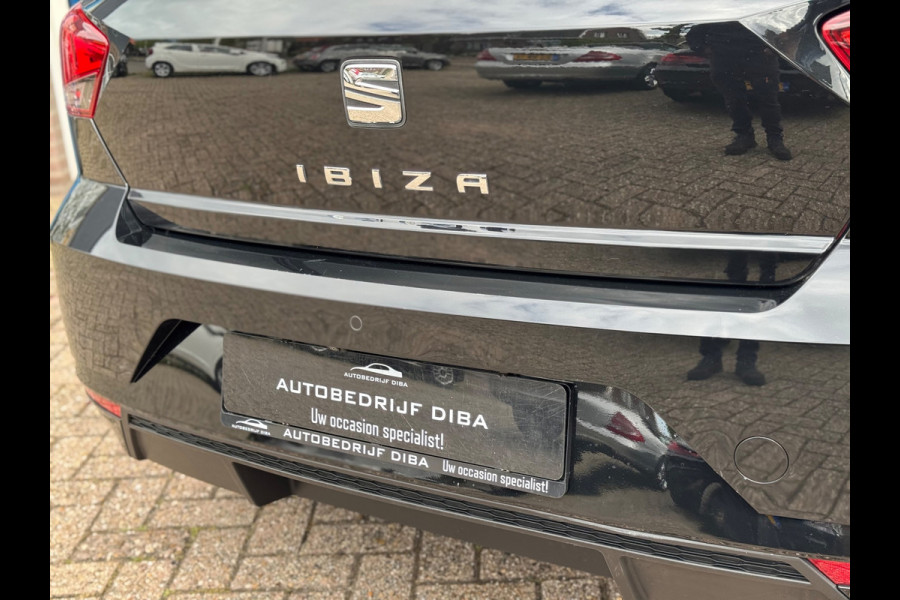 IBIZA
AUTOBEDRIJF DIBA
AUTOBEDRIJF DIBA
Uw occasion specialist!
AUTOBEDRIJF DIBA
AUTOBEDRIJF DIBA Uw occasion specialist!